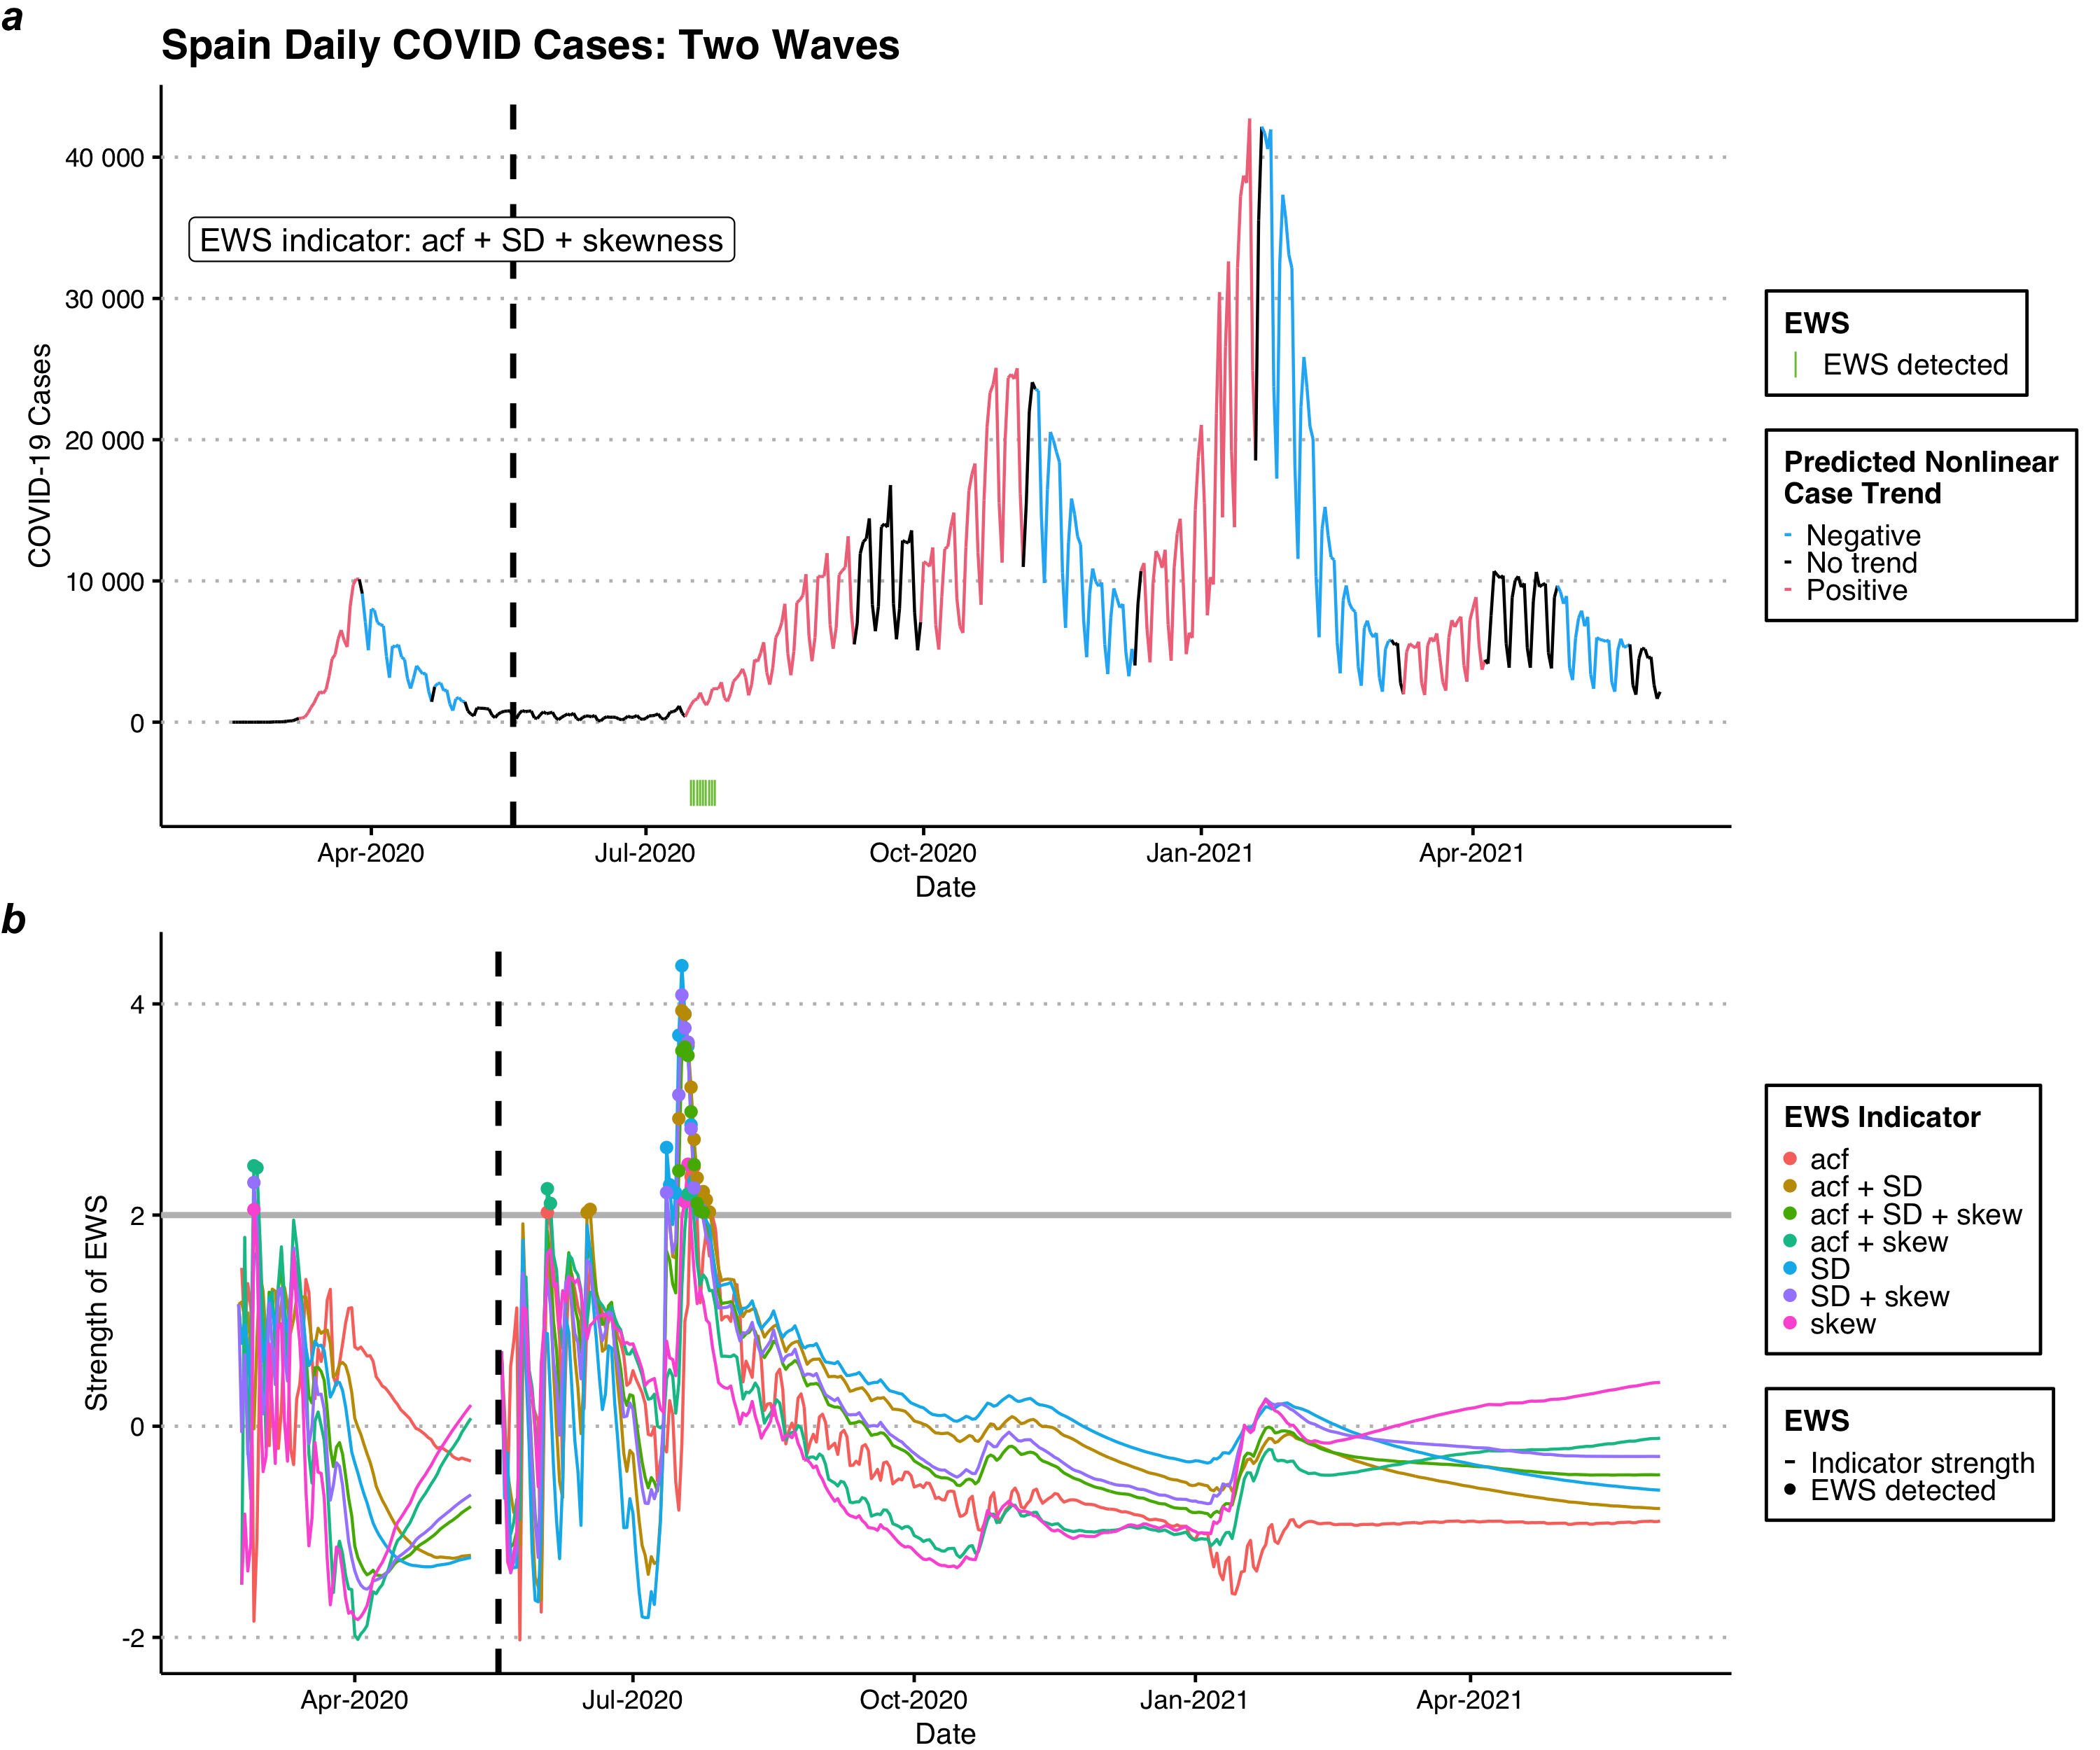 a
Spain Daily COVID Cases: Two Waves
COVID-19 Cases
40 000
30 000
20 000
10 000
0
EWS indicator: acf + SD + skewness
Apr-2020
Jul-2020
Oct-2020
Jan-2021
Apr-2021
Date
EWS
EWS detected
Predicted Nonlinear
Case Trend
Negative
No trend
Positive
b
Strength of EWS
4
2
0
-2
Apr-2020
Jul-2020
Oct-2020
Jan-2021
Apr-2021
Date
EWS Indicator
acf
acf + SD
acf + SD + skew
acf + skew
SD
SD + skew
skew
EWS
Indicator strength
EWS detected